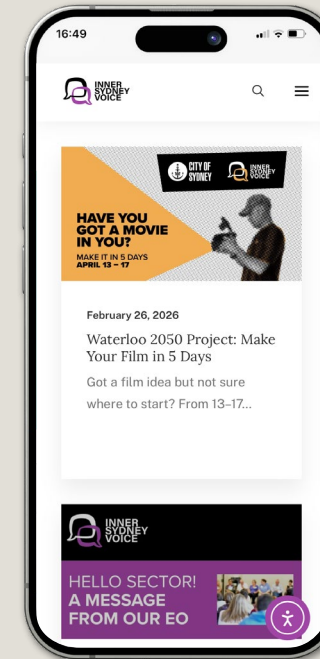 16:49
INNER
SYDNEY
VOICE
CITY OF
SYDNEY
INNER
SYDNEY
VOICE
HAVE YOU
GOT A MOVIE
IN YOU?
MAKE IT IN 5 DAYS
APRIL 13 – 17
February 26, 2026
Waterloo 2050 Project: Make
Your Film in 5 Days
Got a film idea but not sure
where to start? From 13–17...
INNER
SYDNEY
VOICE
HELLO SECTOR!
A MESSAGE
FROM OUR EO